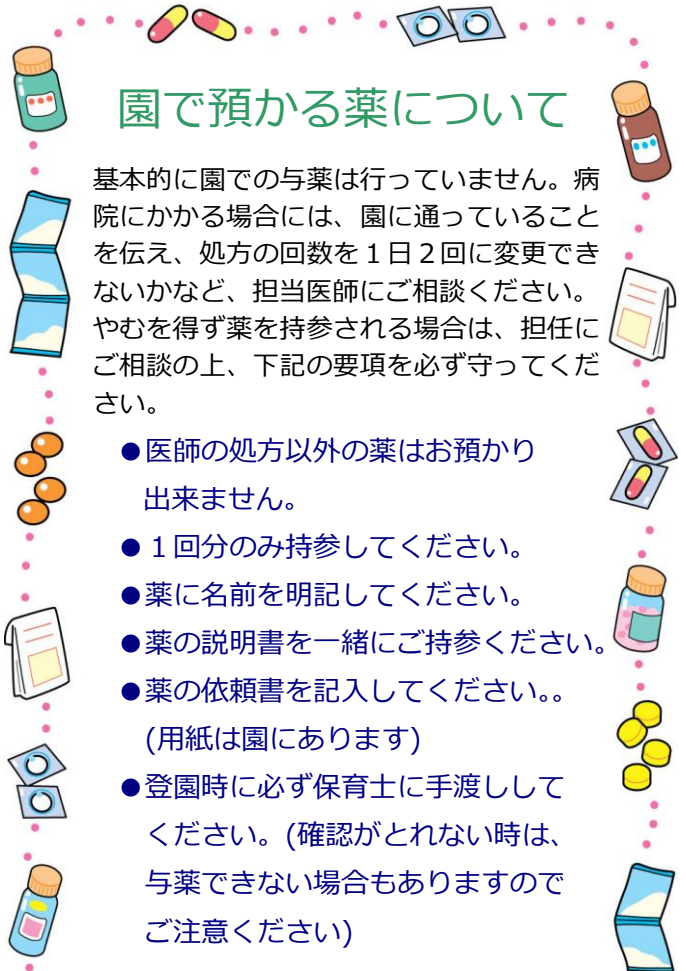 園で預かる薬について
基本的に園での与薬は行っていません。病
院にかかる場合には、園に通っていること
を伝え、処方の回数を１日２回に変更でき
ないかなど、担当医師にご相談ください。
やむを得ず薬を持参される場合は、担任に
ご相談の上、下記の要項を必ず守ってくだ
さい。
●医師の処方以外の薬はお預かり
出来ません。
●１回分のみ持参してください。
●薬に名前を明記してください。
●薬の説明書を一緒にご持参ください。
●薬の依頼書を記入してください。。
(用紙は園にあります)
●登園時に必ず保育士に手渡しして
ください。(確認がとれない時は、
与薬できない場合もありますので
ご注意ください)